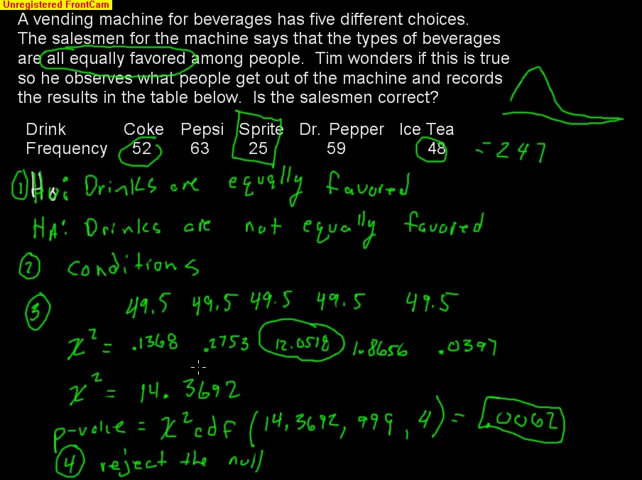 Unregistered FrontCam
A vending machine for beverages has five different choices.
The salesmen for the machine says that the types of beverages
are all equally favored among people. Tim wonders if this is true
so he observes what people get out of the machine and records
the results in the table below. Is the salesmen correct?
Drink Coke Pepsi Sprite Dr. Pepper Ice Tea
Frequency 52 63 25 59 48 = 247
① H₀: Drinks are equally favored
HA: Drinks are not equally favored
② conditions
③ 49.5 49.5 49.5 49.5 49.5
χ² = .1368 .2753 12.0518 1.8656 .0397
χ² = 14.3692
p-value = χ²cdf (14.3692, 999, 4) = .0062
④ reject the null